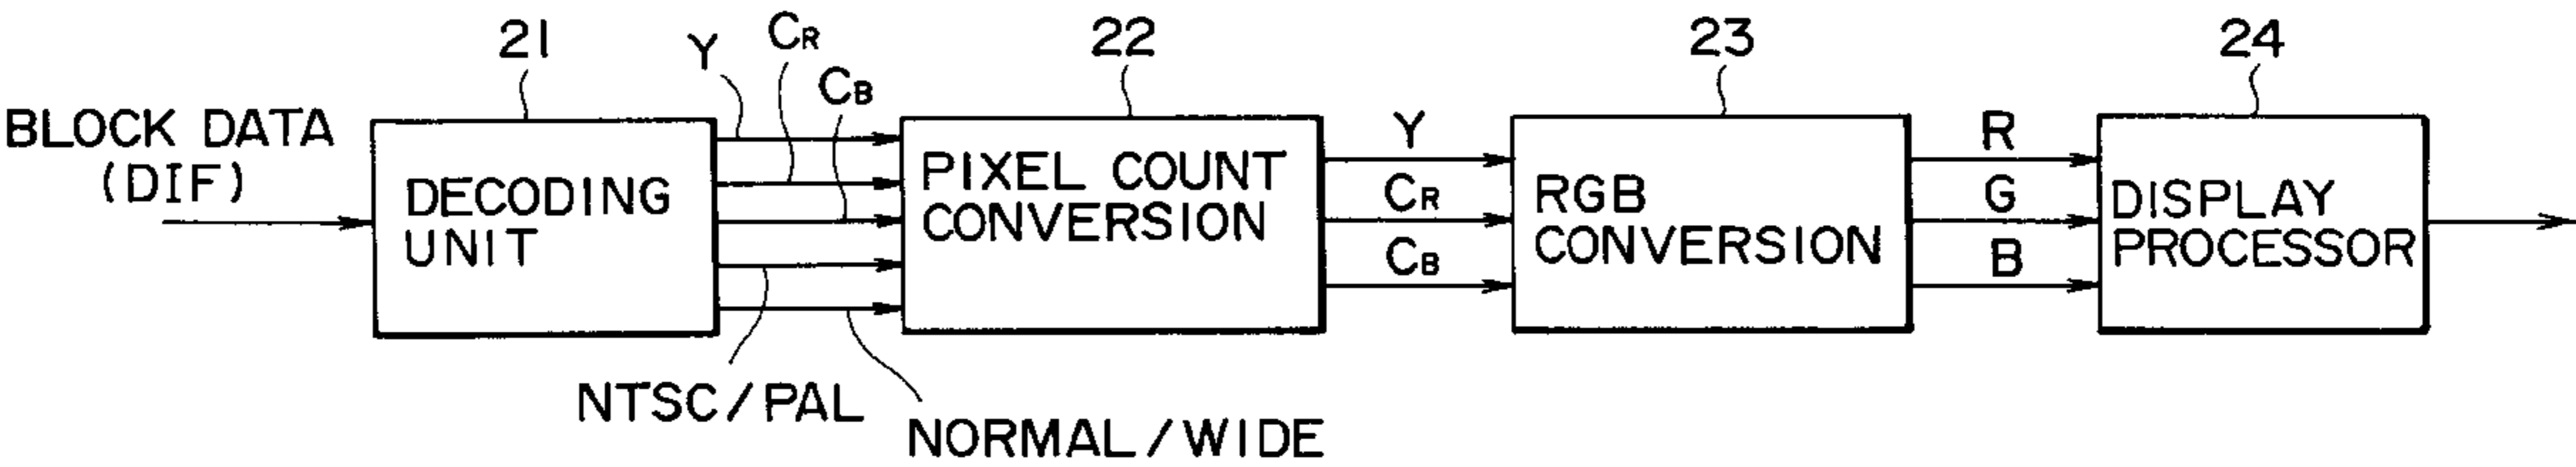 21
22
23
24
Y
CR
CB
BLOCK DATA
(DIF)
DECODING
UNIT
NTSC/PAL
NORMAL/WIDE
PIXEL COUNT
CONVERSION
Y
CR
CB
RGB
CONVERSION
R
G
B
DISPLAY
PROCESSOR